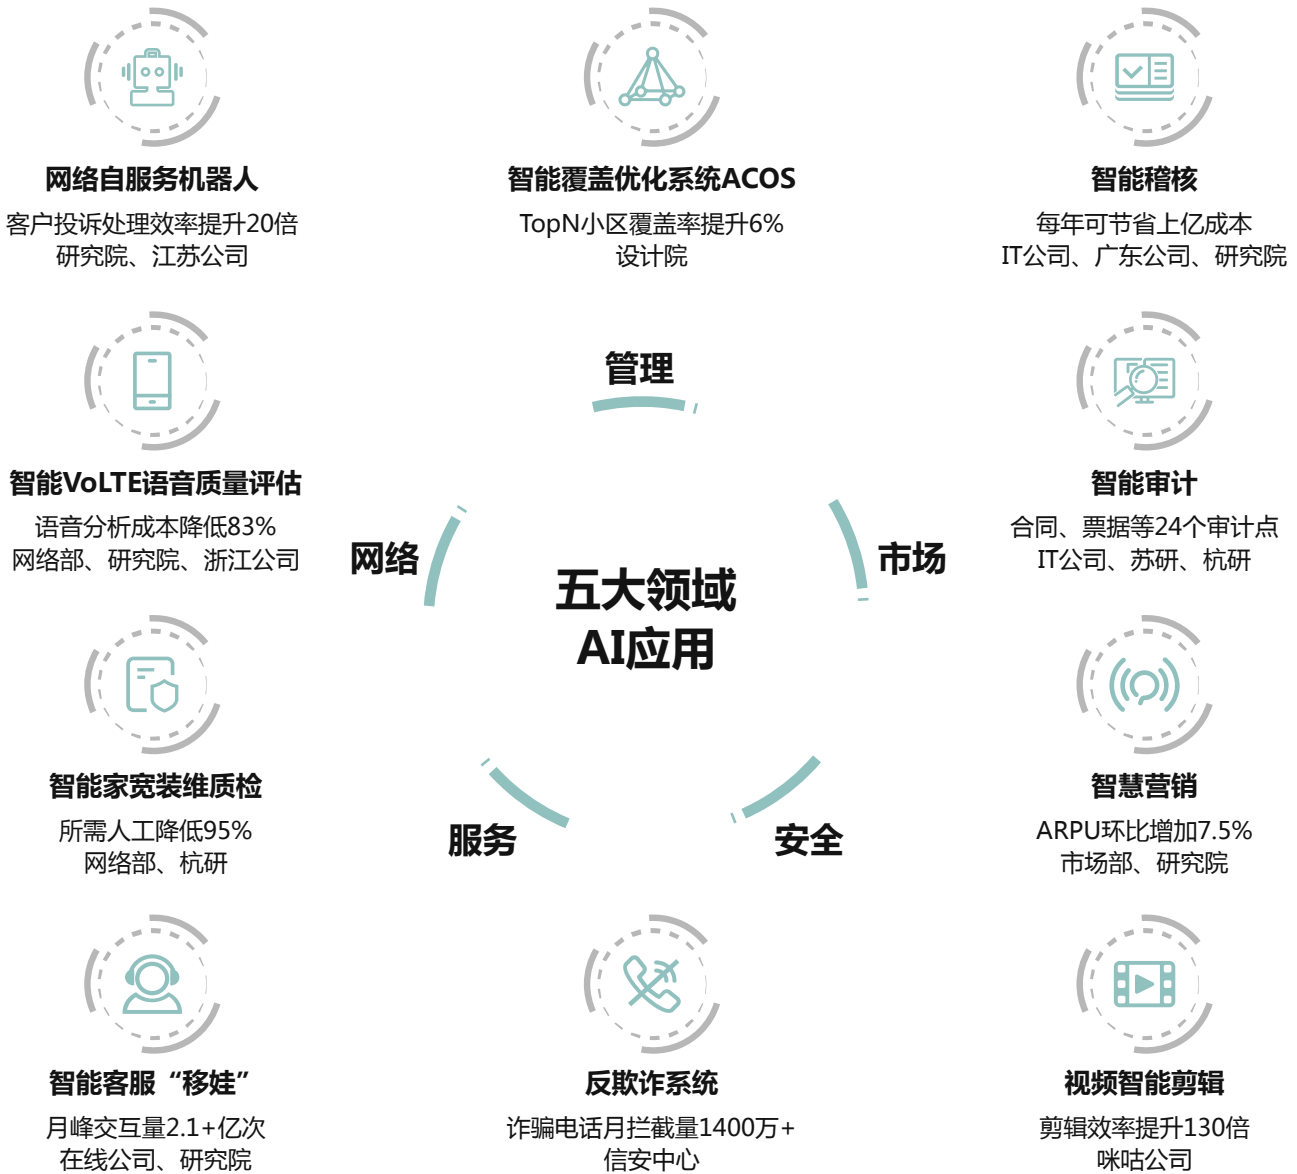 网络自服务机器人
客户投诉处理效率提升20倍
研究院、江苏公司
智能覆盖优化系统ACOS
TopN小区覆盖率提升6%
设计院
智能稽核
每年可节省上亿成本
IT公司、广东公司、研究院
智能VoLTE语音质量评估
语音分析成本降低83%
网络部、研究院、浙江公司
管理
网络
五大领域
AI应用
市场
服务
安全
智能审计
合同、票据等24个审计点
IT公司、苏研、杭研
智能家宽装维质检
所需人工降低95%
网络部、杭研
智慧营销
ARPU环比增加7.5%
市场部、研究院
智能客服“移娃”
月峰交互量2.1+亿次
在线公司、研究院
反欺诈系统
诈骗电话月拦截量1400万+
信安中心
视频智能剪辑
剪辑效率提升130倍
咪咕公司